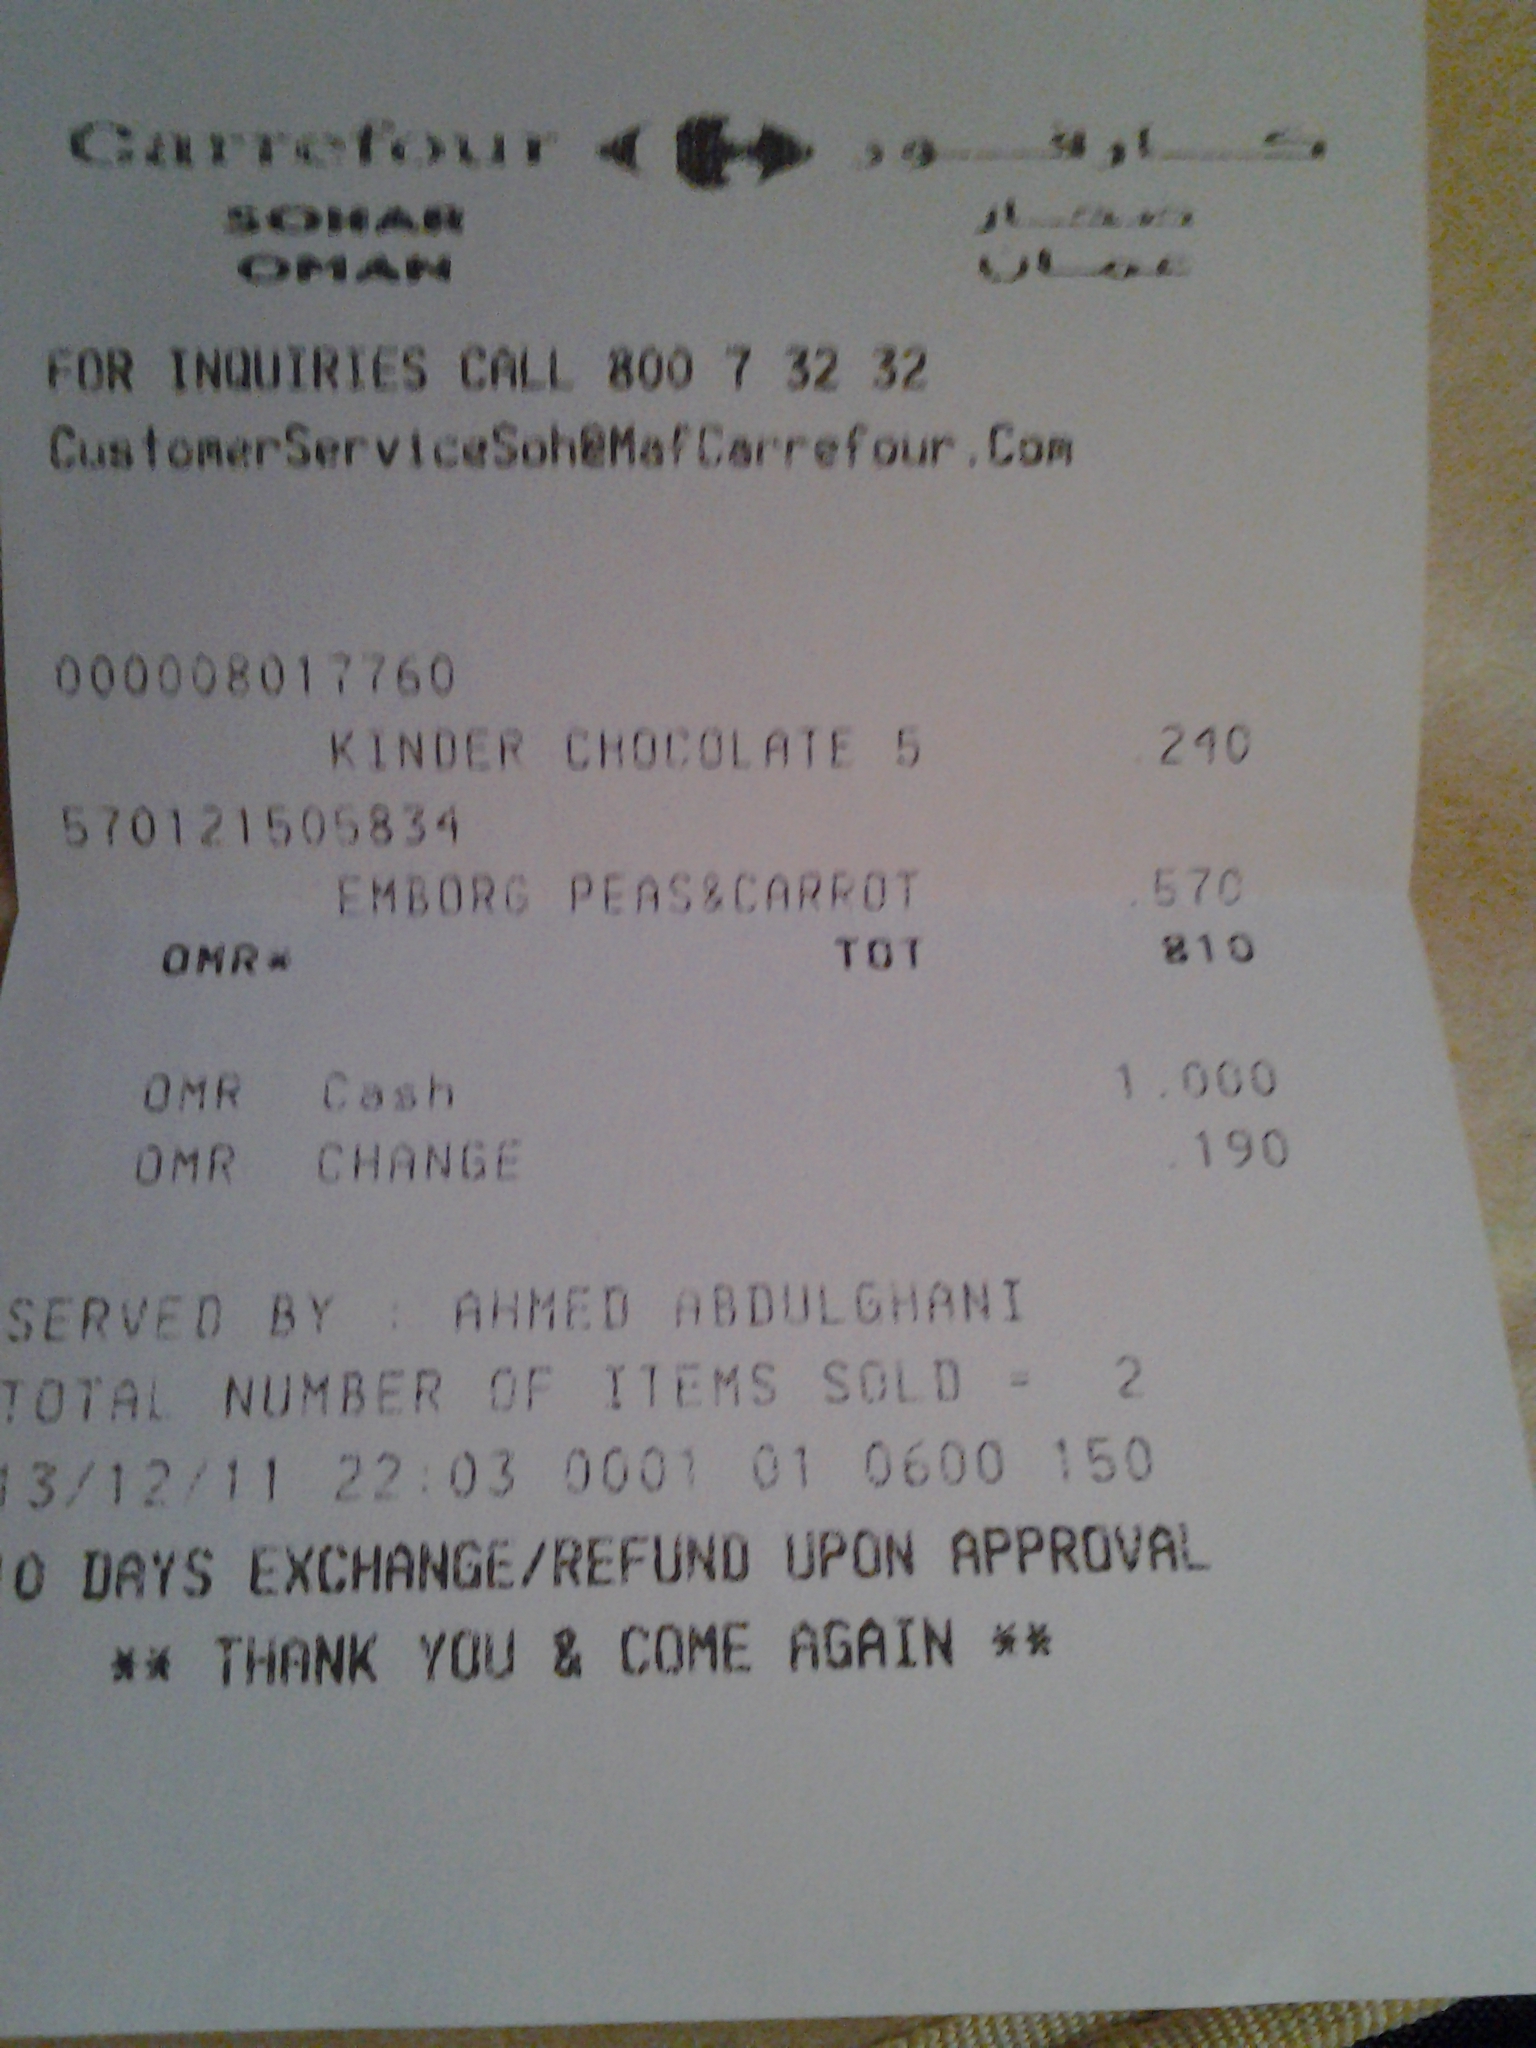 Carrefour كارفور
SOHAR صحار
OMAN عمان
FOR INQUIRIES CALL 800 7 32 32
CustomerServiceSoh@MafCarrefour.Com
000008017760
KINDER CHOCOLATE 5 .240
570121505834
EMBORG PEAS&CARROT .570
OMR* TOT 810
OMR Cash 1.000
OMR CHANGE .190
SERVED BY : AHMED ABDULGHANI
TOTAL NUMBER OF ITEMS SOLD = 2
13/12/11 22:03 0001 01 0600 150
10 DAYS EXCHANGE/REFUND UPON APPROVAL
** THANK YOU & COME AGAIN **